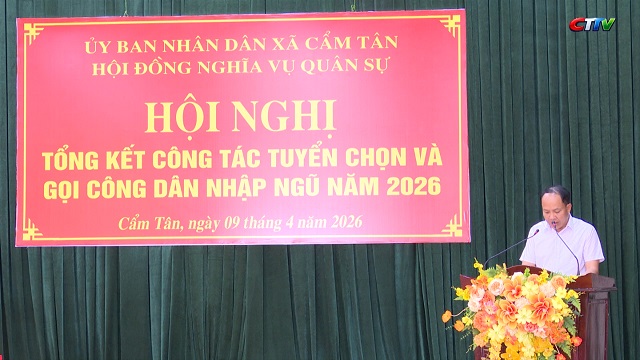 CTTV
ỦY BAN NHÂN DÂN XÃ CẨM TÂN
HỘI ĐỒNG NGHĨA VỤ QUÂN SỰ
HỘI NGHỊ
TỔNG KẾT CÔNG TÁC TUYỂN CHỌN VÀ
GỌI CÔNG DÂN NHẬP NGŨ NĂM 2026
Cẩm Tân, ngày 09 tháng 4 năm 2026